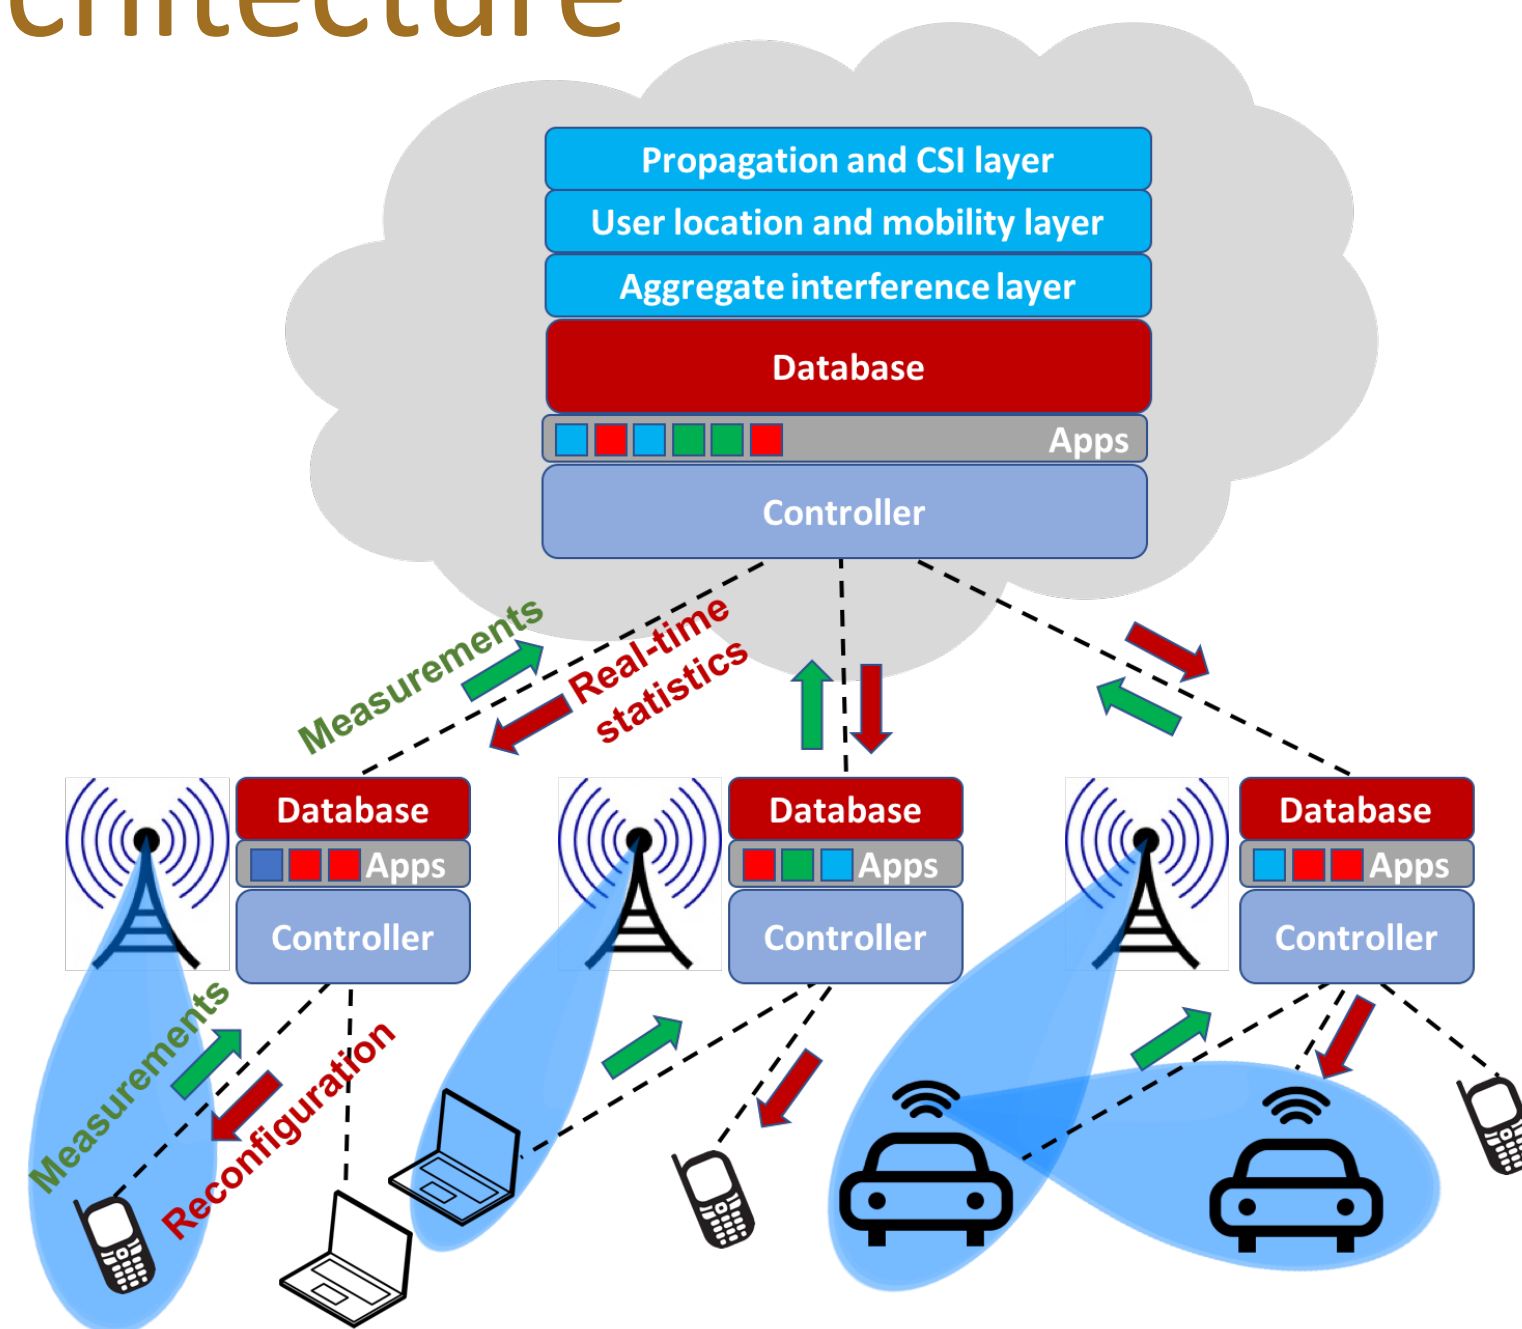 chitecture
Propagation and CSI layer
User location and mobility layer
Aggregate interference layer
Database
Apps
Controller
Measurements
Real-time
statistics
Database
Apps
Controller
Database
Apps
Controller
Database
Apps
Controller
Measurements
Reconfiguration